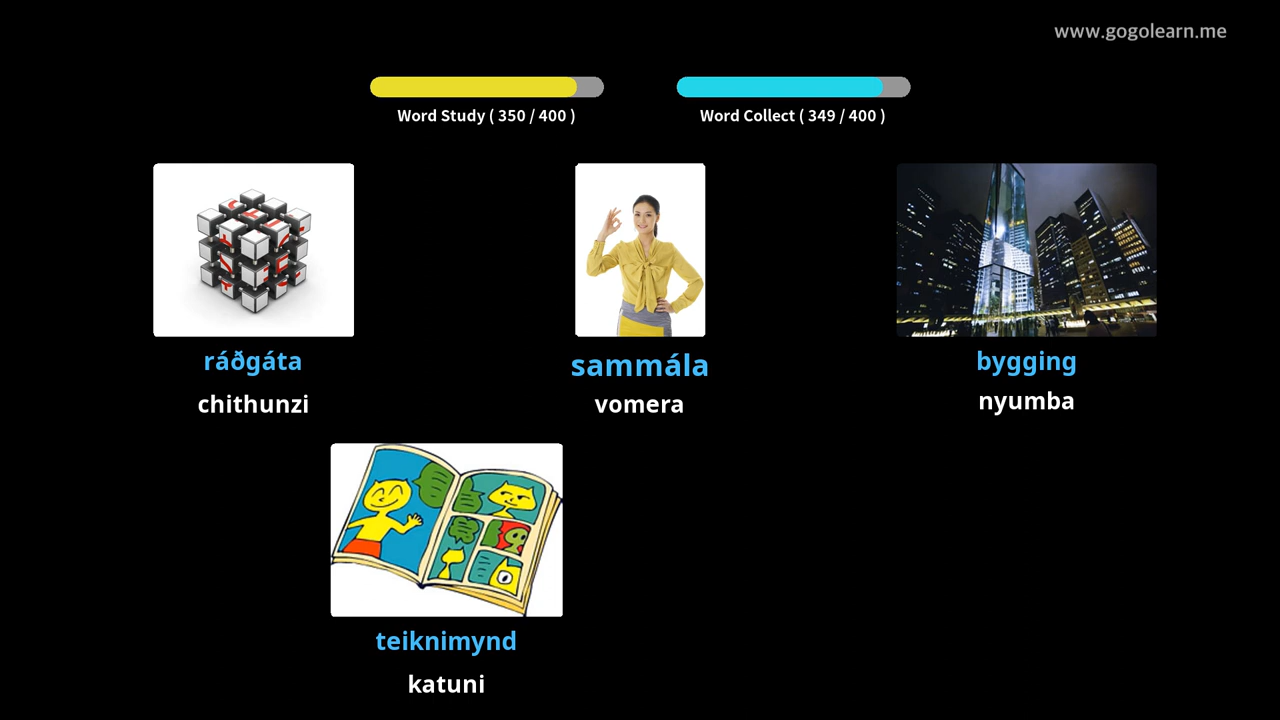 www.gogolearn.me
Word Study ( 350 / 400 )
Word Collect ( 349 / 400 )
ráðgáta
chithunzi
sammála
vomera
bygging
nyumba
teiknimynd
katuni